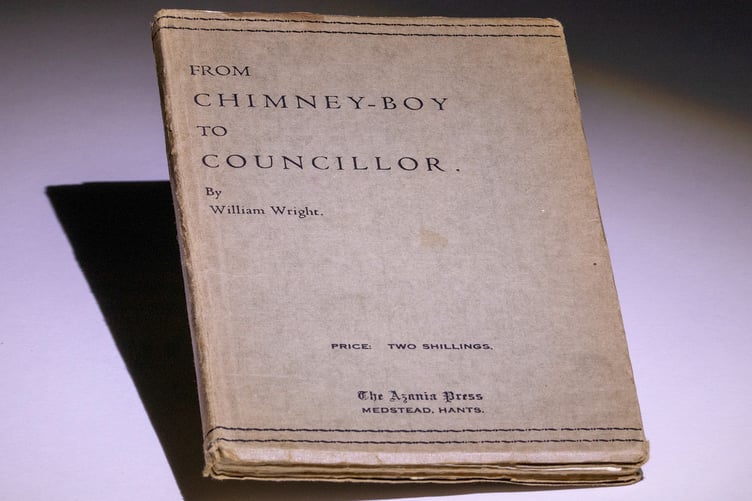 FROM
CHIMNEY-BOY
TO
COUNCILLOR.
By
William Wright.
PRICE: TWO SHILLINGS.
The Azania Press
MEDSTEAD, HANTS.